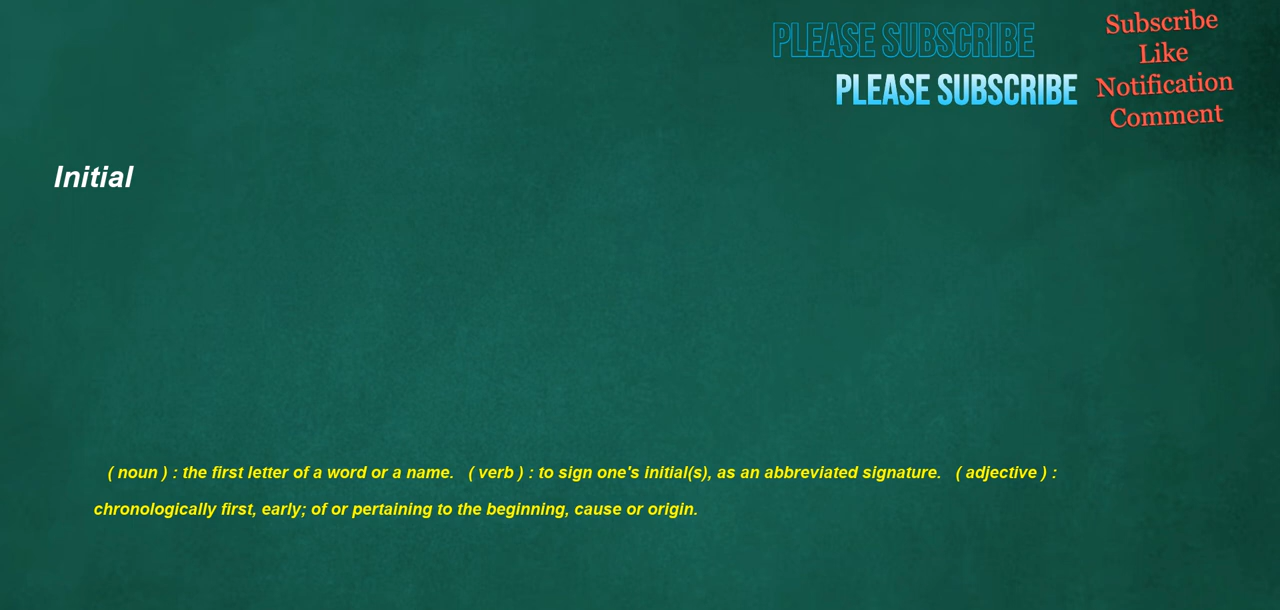 PLEASE SUBSCRIBE
PLEASE SUBSCRIBE
Subscribe
Like
Notification
Comment
Initial
( noun ) : the first letter of a word or a name. ( verb ) : to sign one's initial(s), as an abbreviated signature. ( adjective ) :
chronologically first, early; of or pertaining to the beginning, cause or origin.